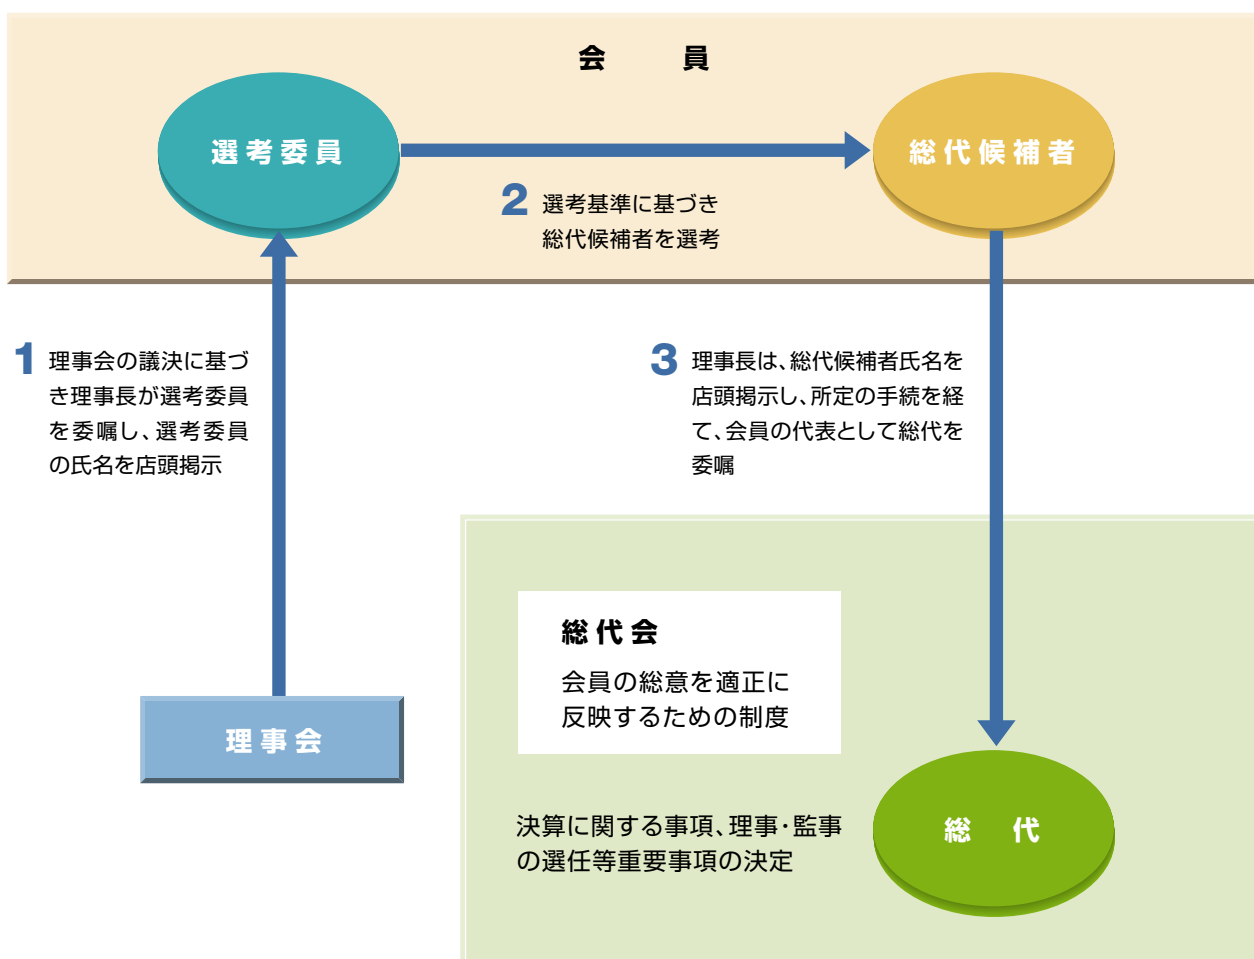 会 員
選考委員
総代候補者
2 選考基準に基づき
総代候補者を選考
1 理事会の議決に基づ
き理事長が選考委員
を委嘱し、選考委員
の氏名を店頭掲示
3 理事長は、総代候補者氏名を
店頭掲示し、所定の手続を経
て、会員の代表として総代を
委嘱
理事会
総代会
会員の総意を適正に
反映するための制度
決算に関する事項、理事・監事
の選任等重要事項の決定
総 代